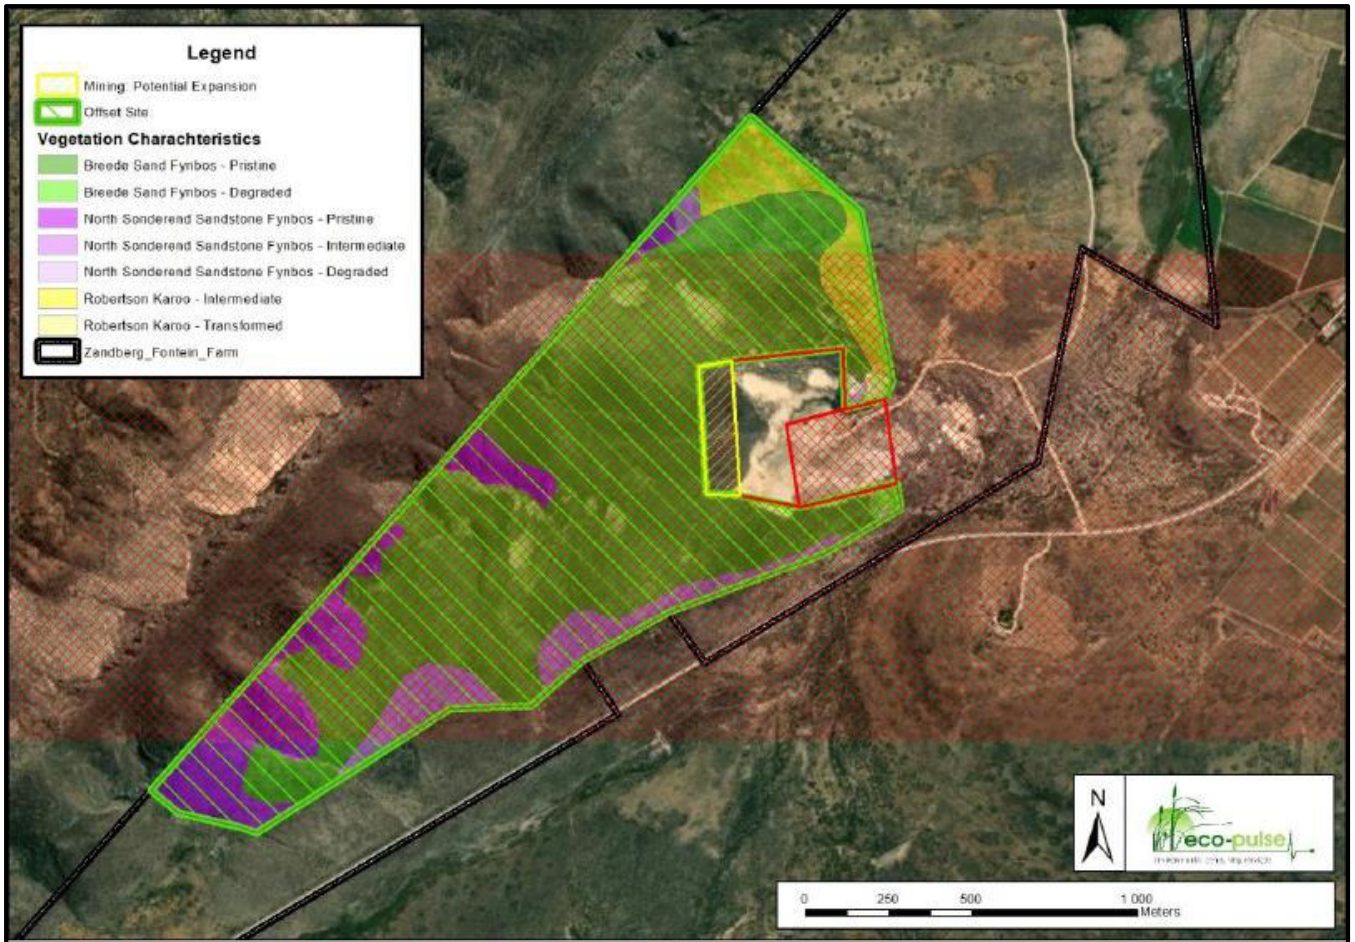 Legend
Mining: Potential Expansion
Offset Site
Vegetation Charachteristics
Breede Sand Fynbos - Pristine
Breede Sand Fynbos - Degraded
North Sonderend Sandstone Fynbos - Pristine
North Sonderend Sandstone Fynbos - Intermediate
North Sonderend Sandstone Fynbos - Degraded
Robertson Karoo - Intermediate
Robertson Karoo - Transformed
Zandberg_Fontein_Farm
N
eco-pulse
0 250 500 1 000
Meters